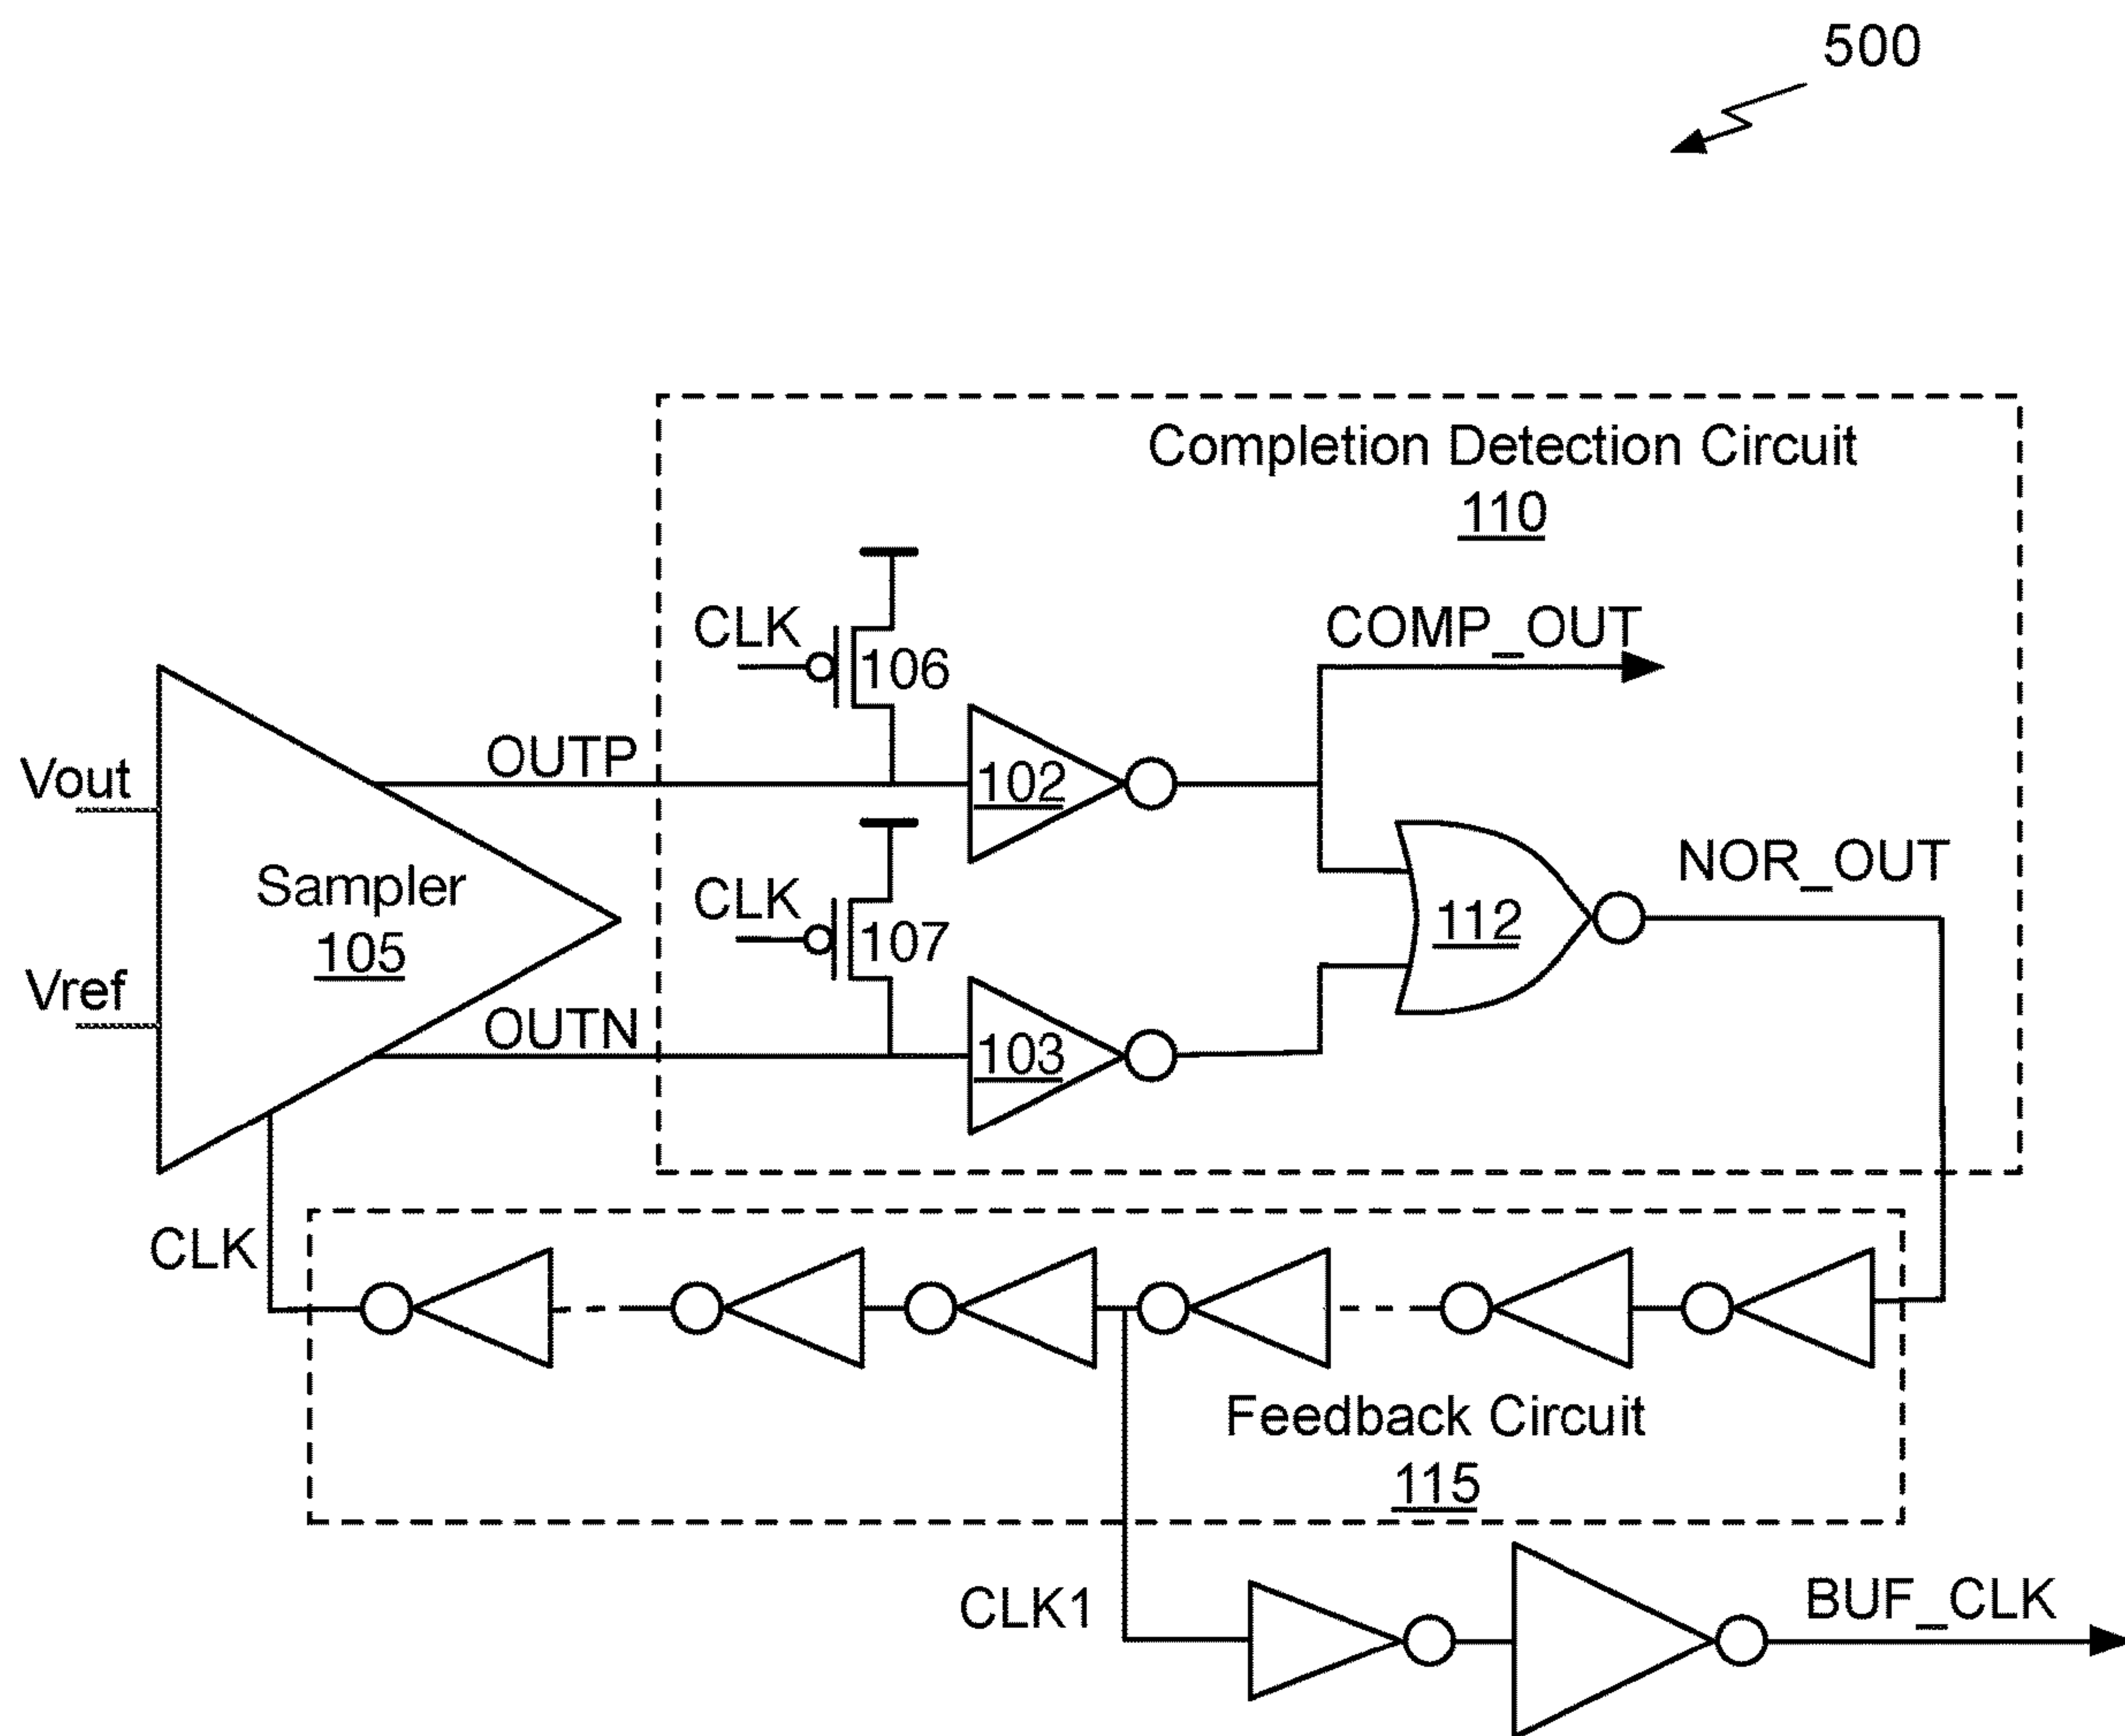 500
Completion Detection Circuit
110
CLK
106
COMP_OUT
Vout
OUTP
102
Sampler
105
CLK
107
112
NOR_OUT
Vref
OUTN
103
CLK
Feedback Circuit
115
CLK1
BUF_CLK